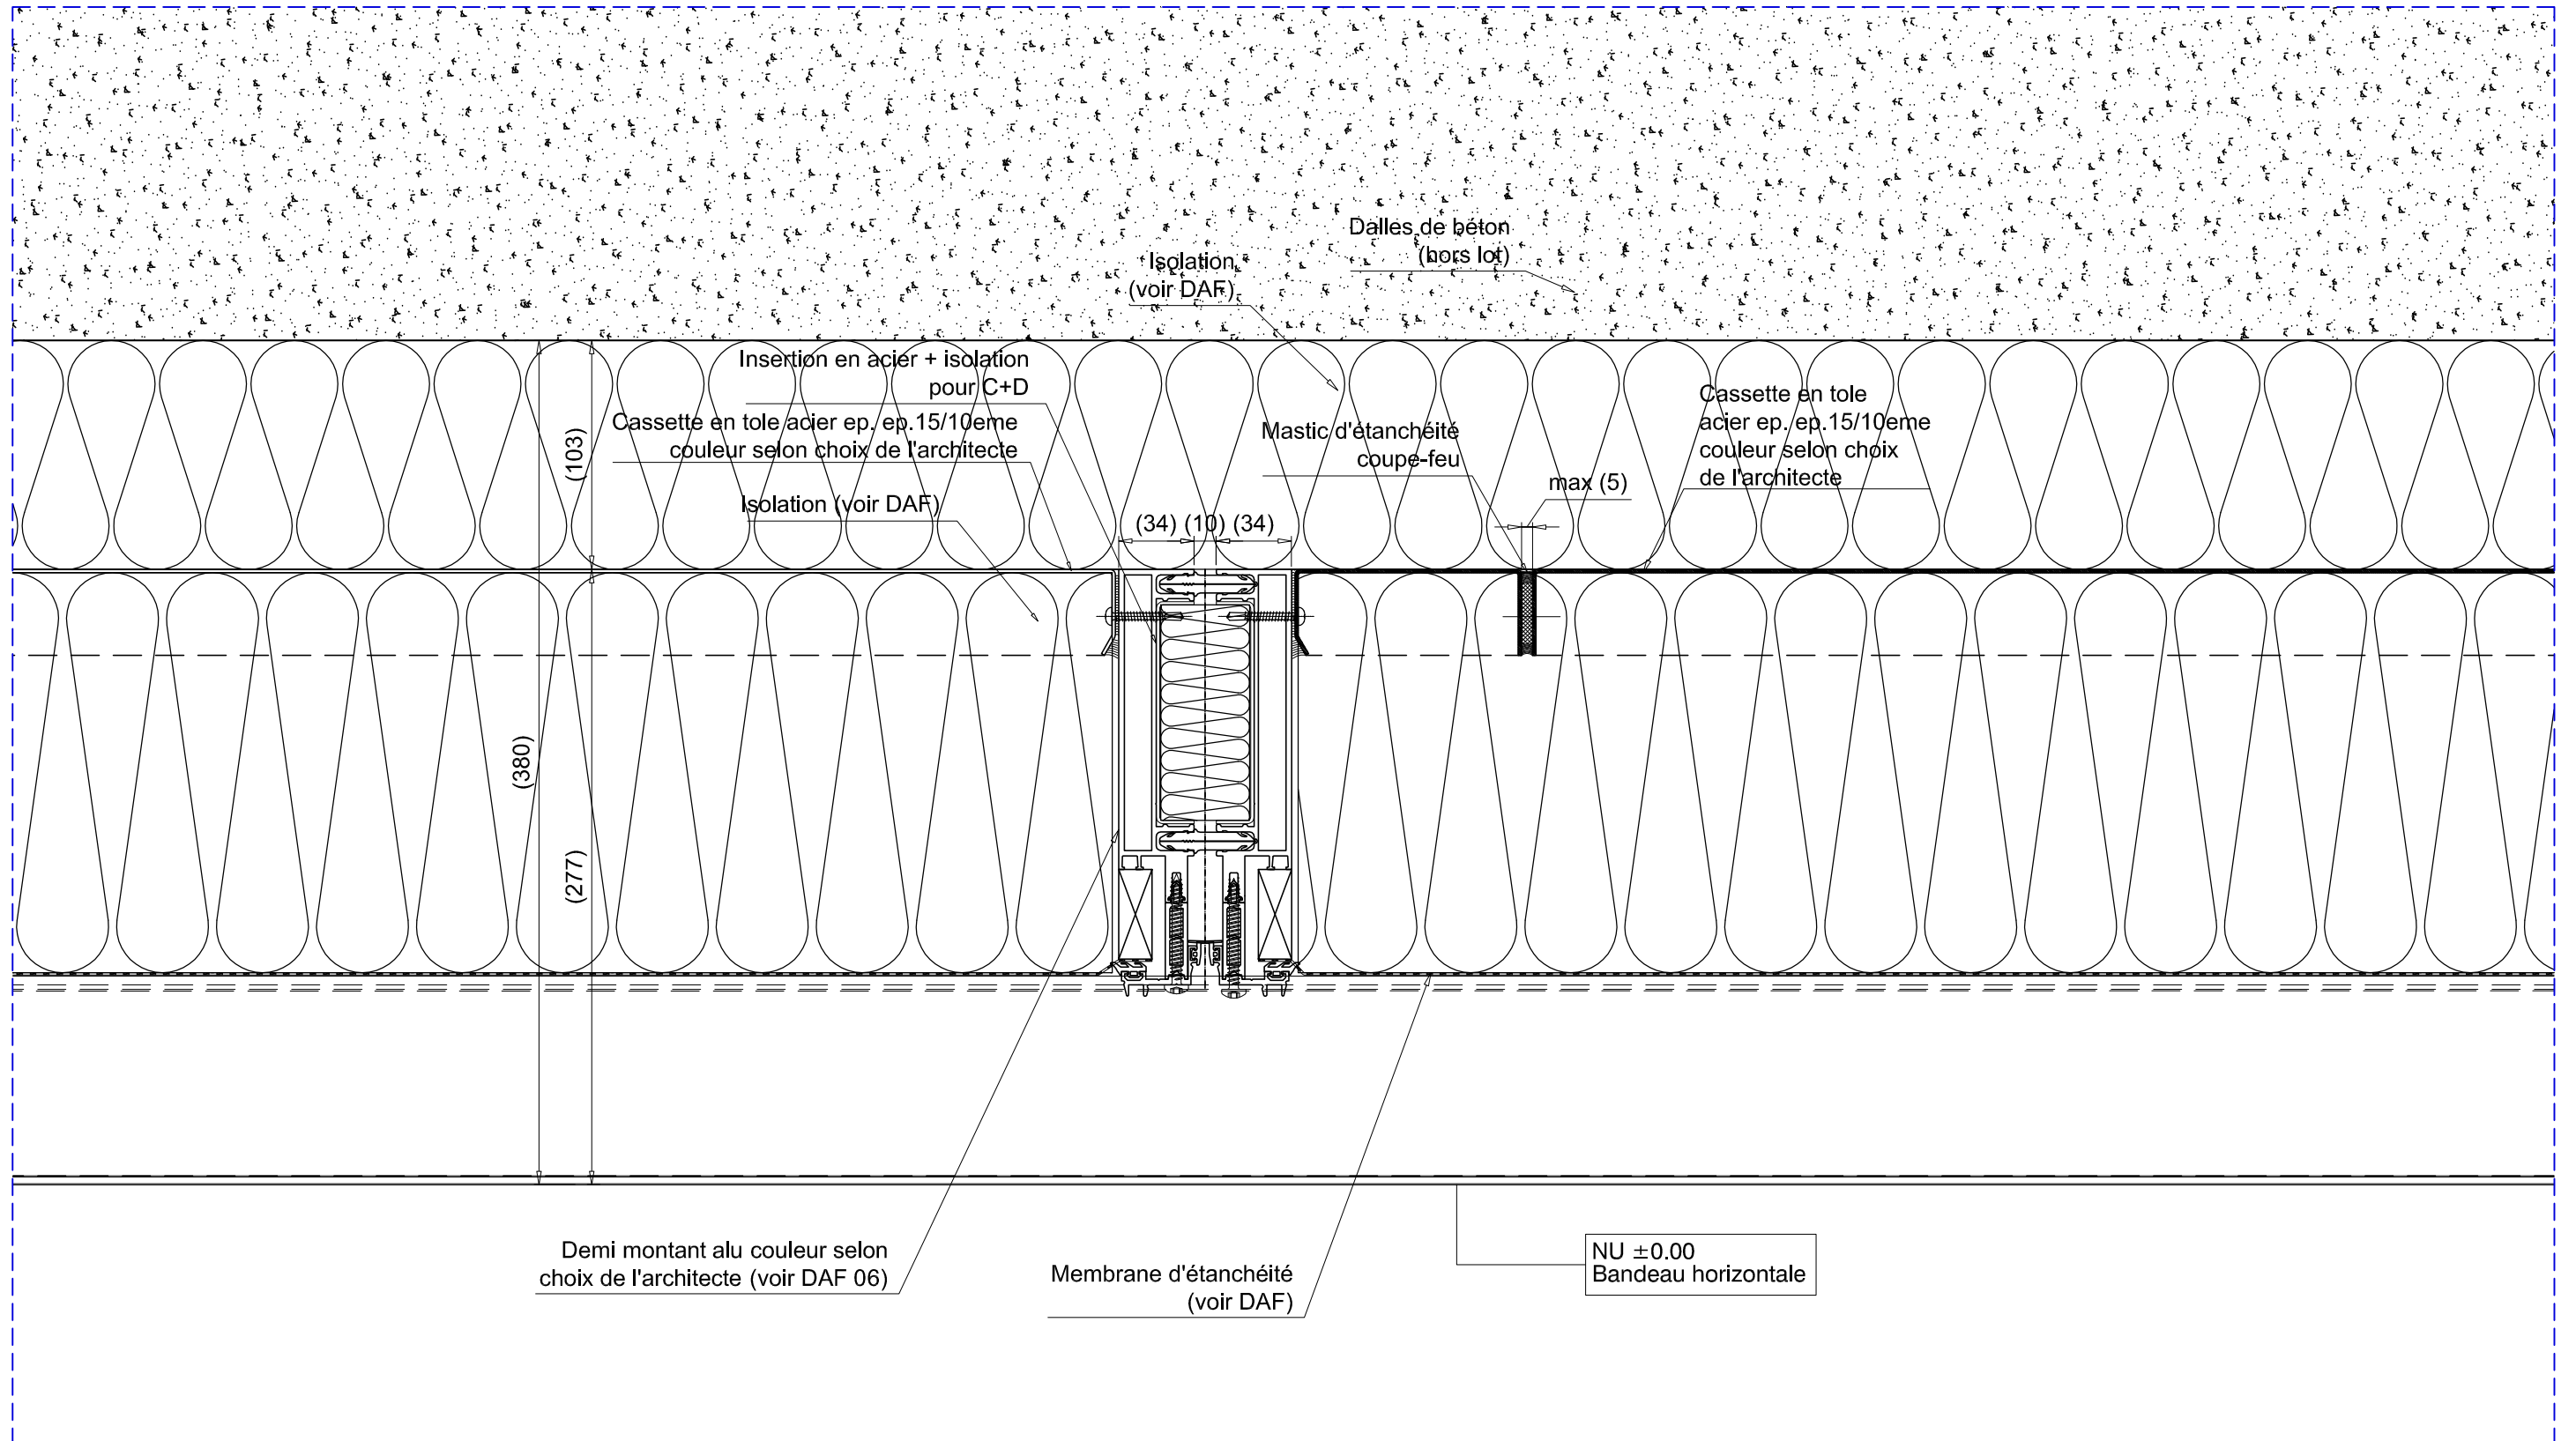 Dalles de béton
(hors lot)
Isolation
(voir DAF)
Insertion en acier + isolation
pour C+D
Cassette en tole acier ep. ep.15/10eme
couleur selon choix de l'architecte
Isolation (voir DAF)
Mastic d'étanchéité
coupe-feu
max (5)
Cassette en tole
acier ep. ep.15/10eme
couleur selon choix
de l'architecte
(34) (10) (34)
(103)
(380)
(277)
Demi montant alu couleur selon
choix de l'architecte (voir DAF 06)
Membrane d'étanchéité
(voir DAF)
NU ±0.00
Bandeau horizontale